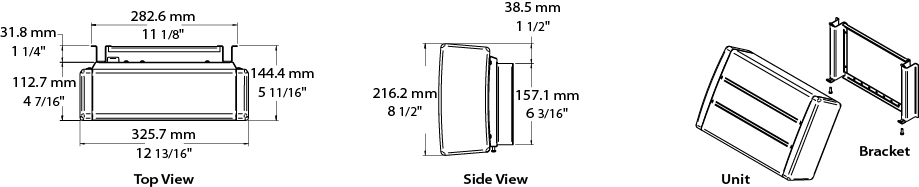 282.6 mm
11 1/8"
31.8 mm
1 1/4"
112.7 mm
4 7/16"
144.4 mm
5 11/16"
325.7 mm
12 13/16"
Top View
38.5 mm
1 1/2"
216.2 mm
8 1/2"
157.1 mm
6 3/16"
Side View
Unit
Bracket